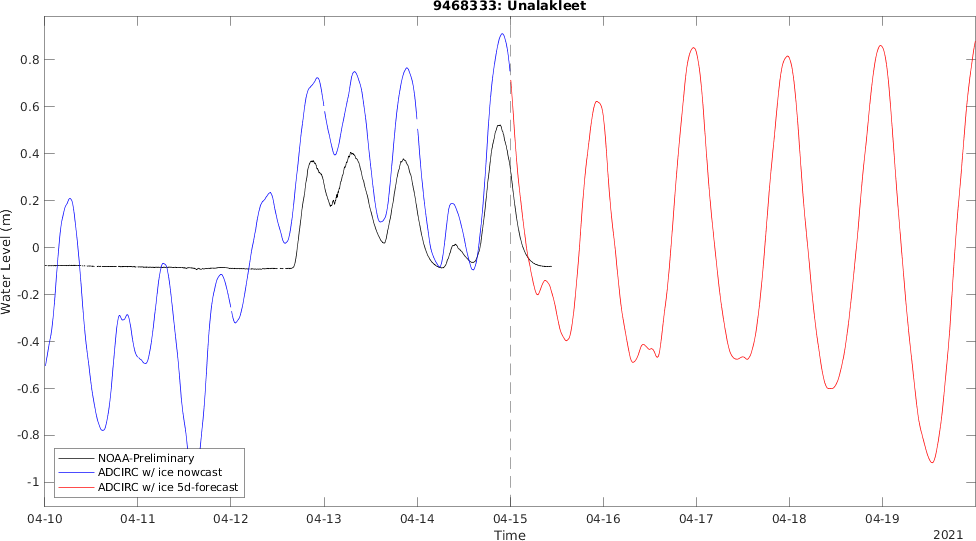 9468333: Unalakleet
Water Level (m)
0.8
0.6
0.4
0.2
0
-0.2
-0.4
-0.6
-0.8
-1
NOAA-Preliminary
ADCIRC w/ ice nowcast
ADCIRC w/ ice 5d-forecast
04-10 04-11 04-12 04-13 04-14 04-15 04-16 04-17 04-18 04-19
Time
2021